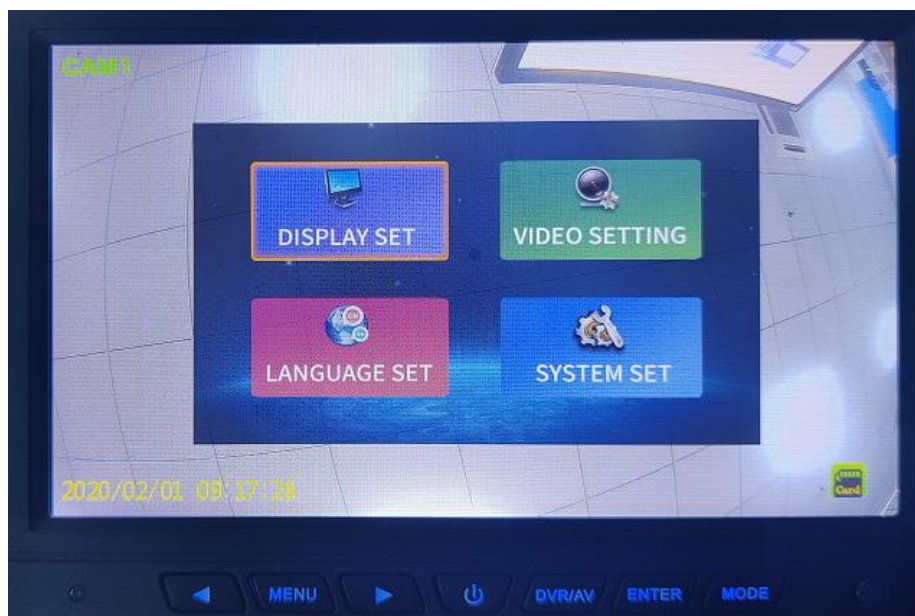 CAM1
DISPLAY SET
VIDEO SETTING
LANGUAGE SET
SYSTEM SET
2020/02/01 09:17:28
Card
MENU
DVR/AV
ENTER
MODE